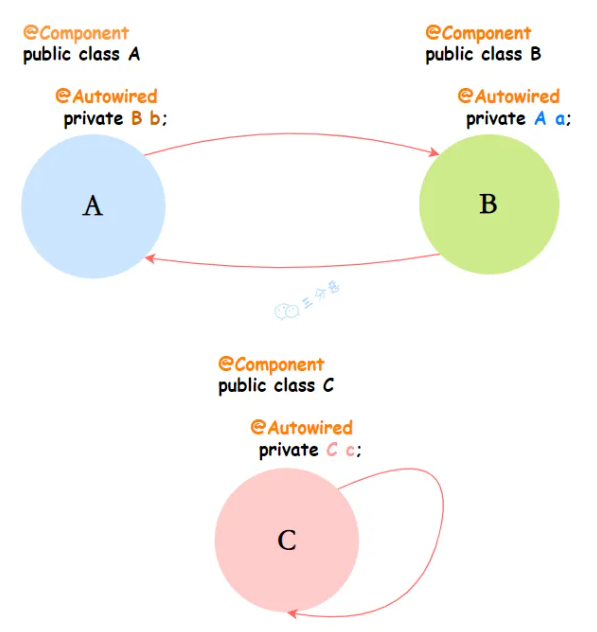 @Component
public class A
@Autowired
private B b;
A
@Component
public class B
@Autowired
private A a;
B
三分恶
@Component
public class C
@Autowired
private C c;
C